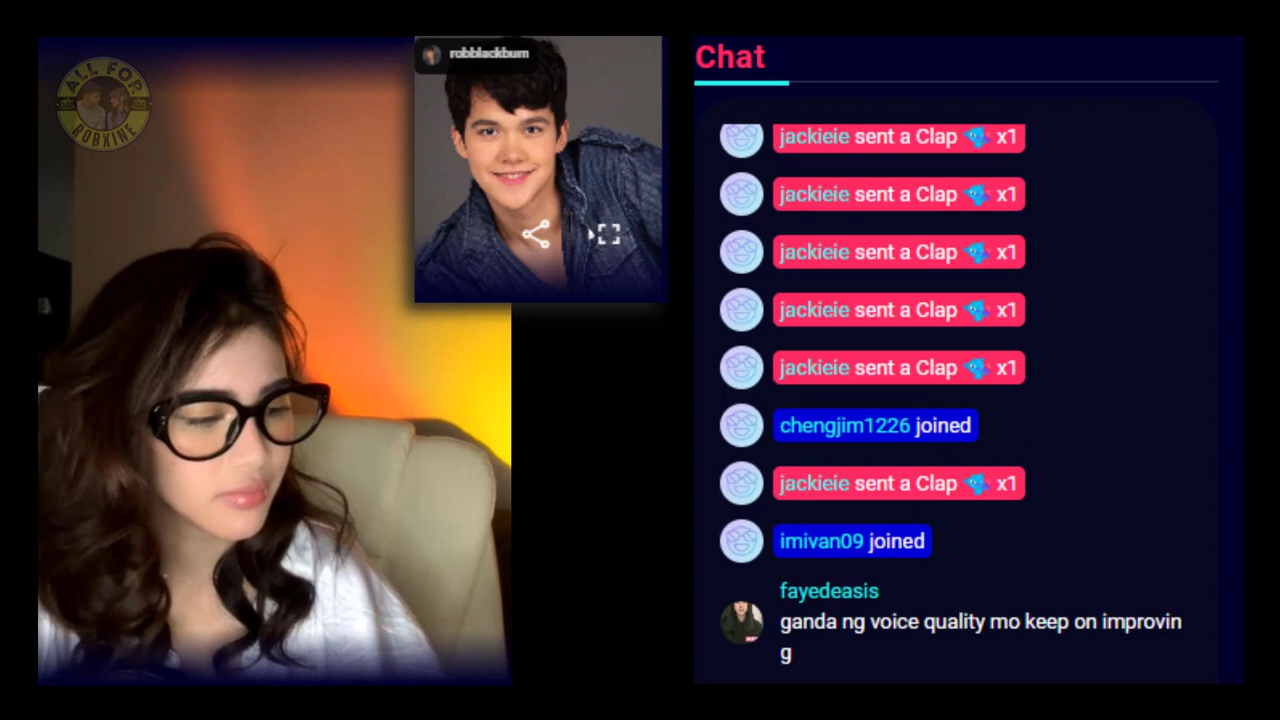 ALL FOR
ROBXINE
robblackburn
Chat
jackieie sent a Clap x1
jackieie sent a Clap x1
jackieie sent a Clap x1
jackieie sent a Clap x1
jackieie sent a Clap x1
chengjim1226 joined
jackieie sent a Clap x1
imivan09 joined
fayedeasis
ganda ng voice quality mo keep on improvin
g